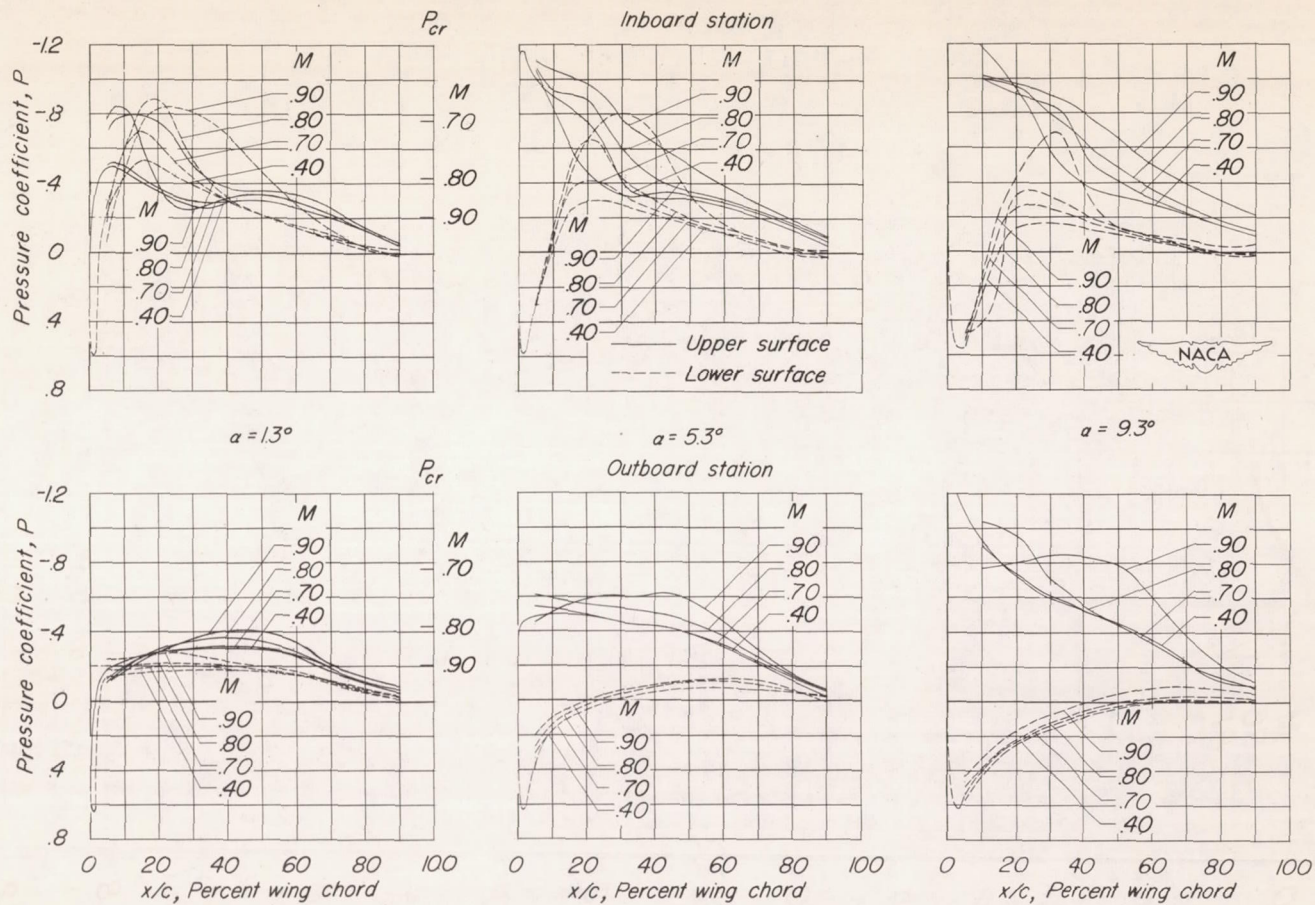 P_cr
Inboard station
Pressure coefficient, P
-1.2
-.8
-.4
0
.4
.8
M
.90
.80
.70
.40
M
.90
.80
.70
.40
M
.70
.80
.90
M
.90
.80
.70
.40
M
.90
.80
.70
.40
Upper surface
Lower surface
M
.90
.80
.70
.40
M
.90
.80
.70
.40
NACA
α = 1.3°
α = 5.3°
α = 9.3°
P_cr
Outboard station
Pressure coefficient, P
-1.2
-.8
-.4
0
.4
.8
M
.90
.80
.70
.40
M
.90
.80
.70
.40
M
.70
.80
.90
M
.90
.80
.70
.40
M
.90
.80
.70
.40
M
.90
.80
.70
.40
M
.90
.80
.70
.40
0 20 40 60 80 100
0 20 40 60 80 100
0 20 40 60 80 100
x/c, Percent wing chord
x/c, Percent wing chord
x/c, Percent wing chord